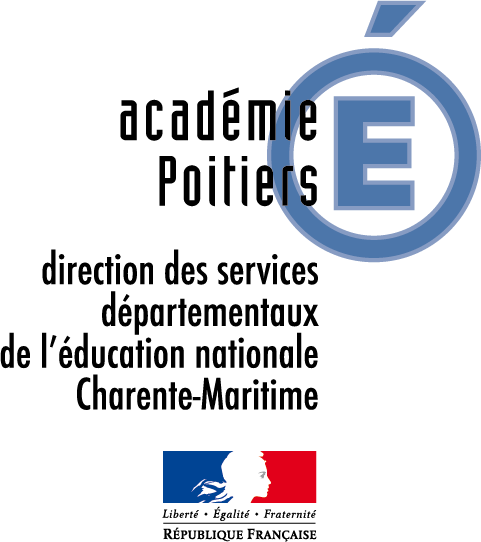 académie
Poitiers
É
direction des services
départementaux
de l'éducation nationale
Charente-Maritime
Liberté • Égalité • Fraternité
RÉPUBLIQUE FRANÇAISE